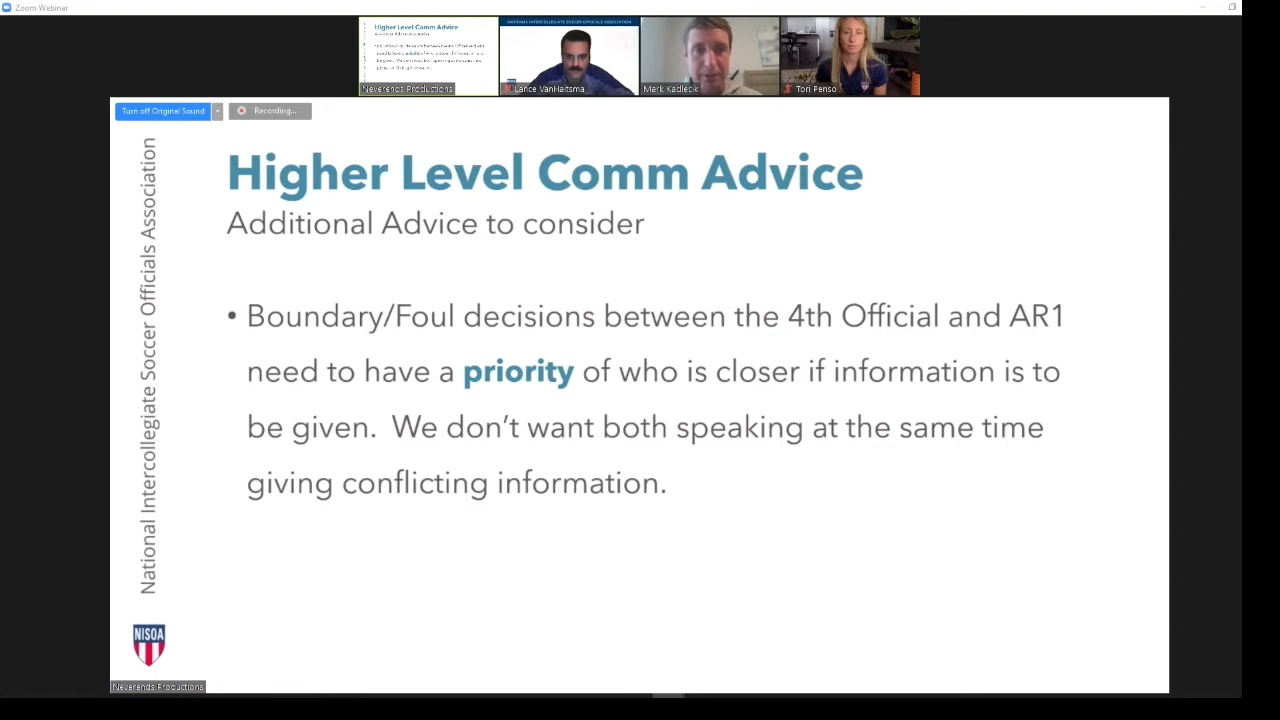 Zoom Webinar
Higher Level Comm Advice
NATIONAL INTERCOLLEGIATE SOCCER OFFICIALS ASSOCIATION
Neverends Productions
Lance VanHaitsma
Mark Kadlecik
Tori Penso
Turn off Original Sound
Recording...
National Intercollegiate Soccer Officials Association
Higher Level Comm Advice
Additional Advice to consider
• Boundary/Foul decisions between the 4th Official and AR1
need to have a priority of who is closer if information is to
be given. We don't want both speaking at the same time
giving conflicting information.
NISOA
Neverends Productions